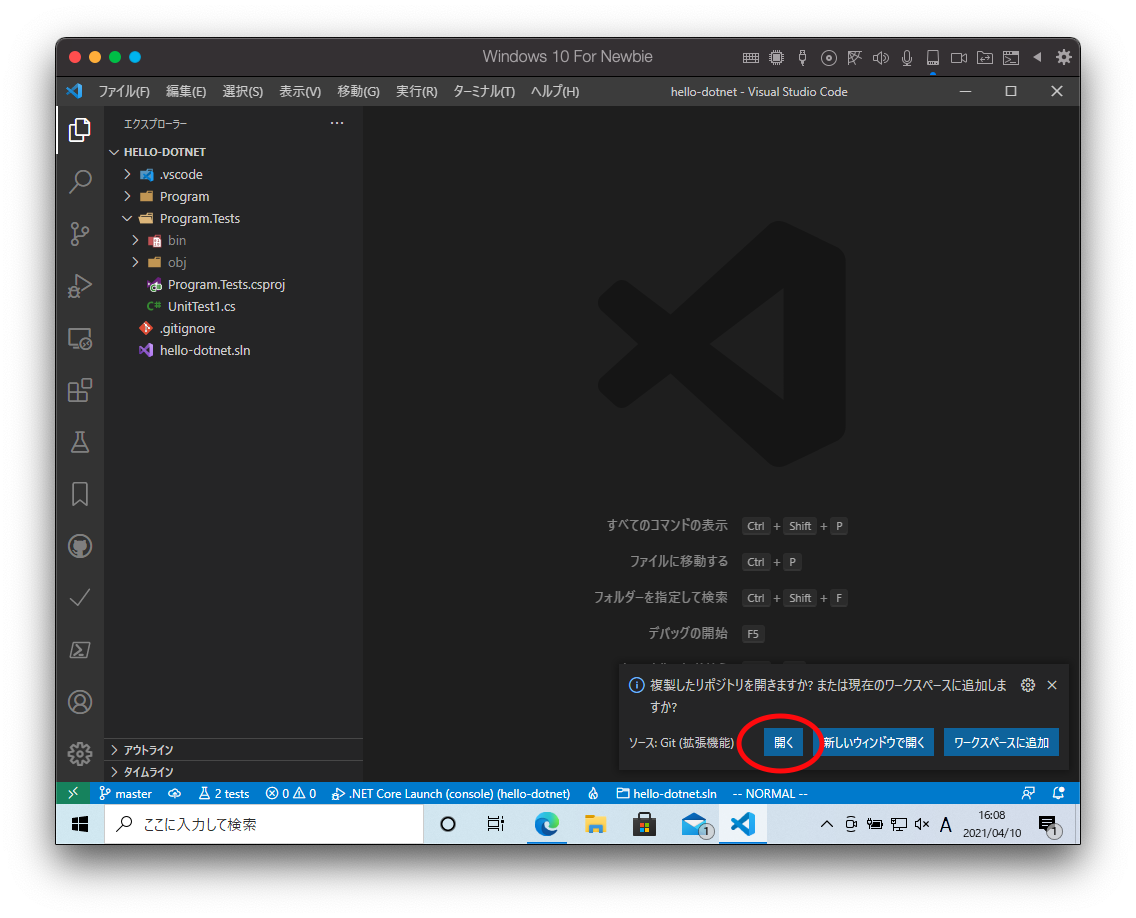 Windows 10 For Newbie
ファイル(F) 編集(E) 選択(S) 表示(V) 移動(G) 実行(R) ターミナル(T) ヘルプ(H) hello-dotnet - Visual Studio Code
エクスプローラー
HELLO-DOTNET
.vscode
Program
Program.Tests
bin
obj
Program.Tests.csproj
C# UnitTest1.cs
.gitignore
hello-dotnet.sln
すべてのコマンドの表示 Ctrl + Shift + P
ファイルに移動する Ctrl + P
フォルダーを指定して検索 Ctrl + Shift + F
デバッグの開始 F5
複製したリポジトリを開きますか? または現在のワークスペースに追加しま
すか?
ソース: Git (拡張機能) 開く 新しいウィンドウで開く ワークスペースに追加
アウトライン
タイムライン
master 2 tests 0 0 .NET Core Launch (console) (hello-dotnet) hello-dotnet.sln -- NORMAL --
ここに入力して検索 1 A 16:08
2021/04/10 1